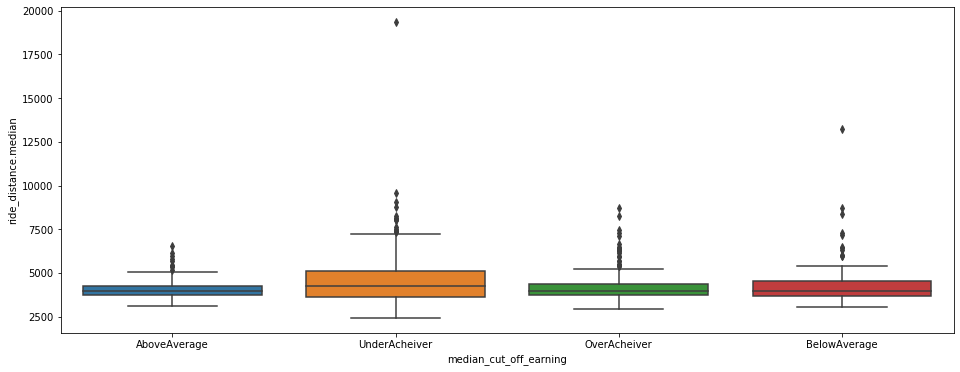 20000
17500
15000
12500
10000
7500
5000
2500
ride_distance.median
AboveAverage
UnderAcheiver
OverAcheiver
BelowAverage
median_cut_off_earning